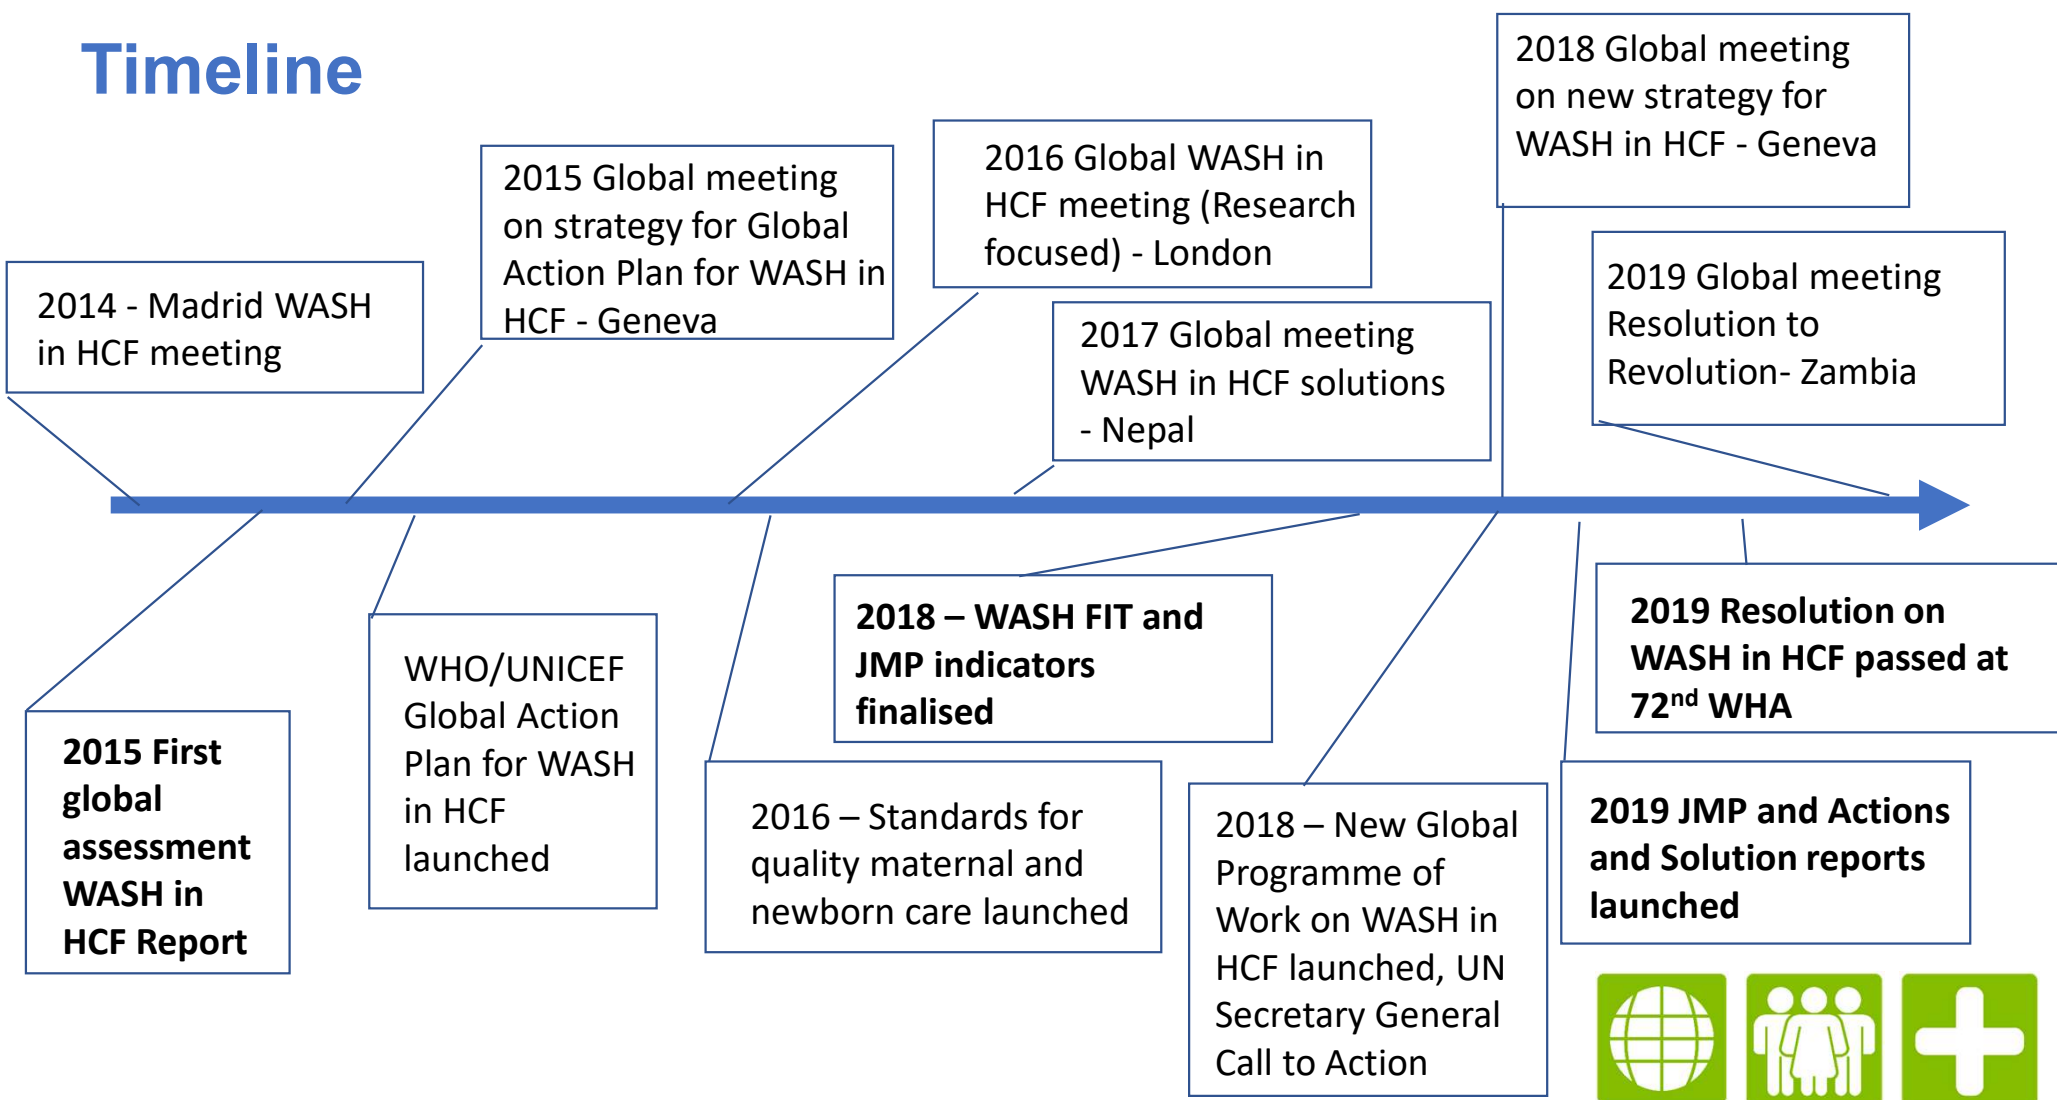 Timeline
2014 - Madrid WASH
in HCF meeting
2015 Global meeting
on strategy for Global
Action Plan for WASH in
HCF - Geneva
2016 Global WASH in
HCF meeting (Research
focused) - London
2017 Global meeting
WASH in HCF solutions
- Nepal
2018 Global meeting
on new strategy for
WASH in HCF - Geneva
2019 Global meeting
Resolution to
Revolution- Zambia
2015 First
global
assessment
WASH in
HCF Report
WHO/UNICEF
Global Action
Plan for WASH
in HCF
launched
2016 – Standards for
quality maternal and
newborn care launched
2018 – WASH FIT and
JMP indicators
finalised
2018 – New Global
Programme of
Work on WASH in
HCF launched, UN
Secretary General
Call to Action
2019 JMP and Actions
and Solution reports
launched
2019 Resolution on
WASH in HCF passed at
72nd WHA